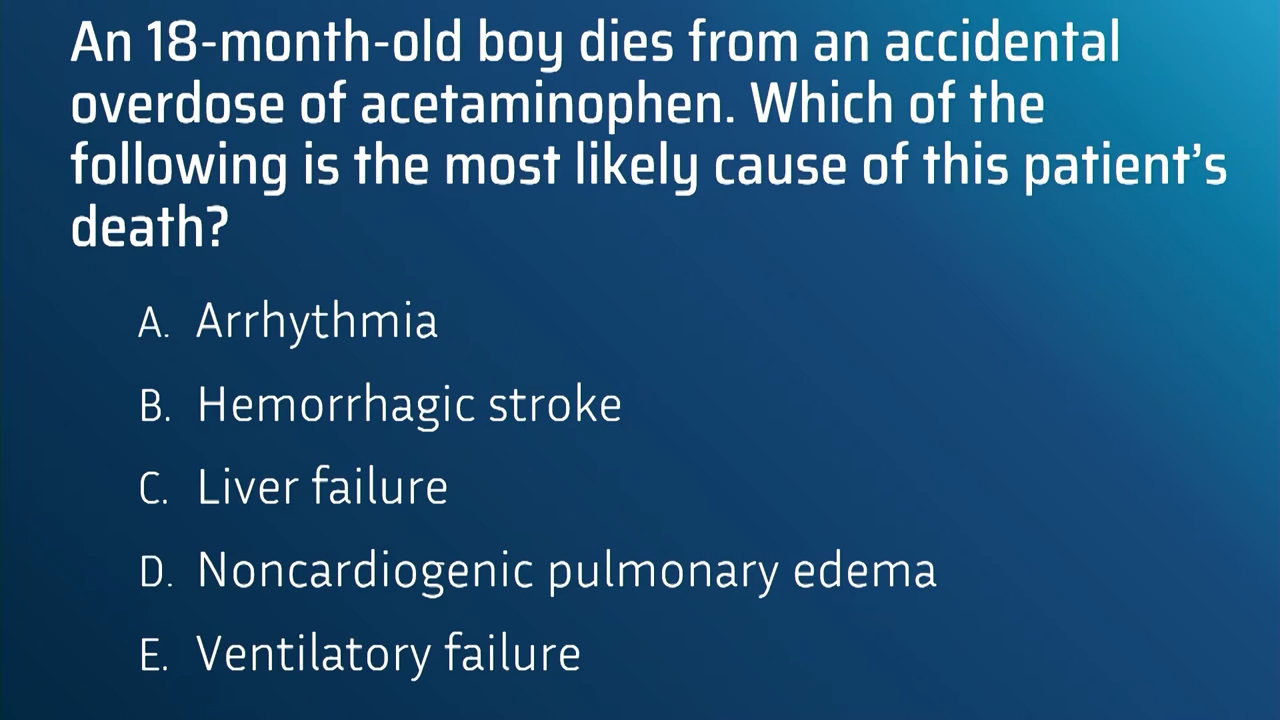 An 18-month-old boy dies from an accidental
overdose of acetaminophen. Which of the
following is the most likely cause of this patient’s
death?
A. Arrhythmia
B. Hemorrhagic stroke
C. Liver failure
D. Noncardiogenic pulmonary edema
E. Ventilatory failure